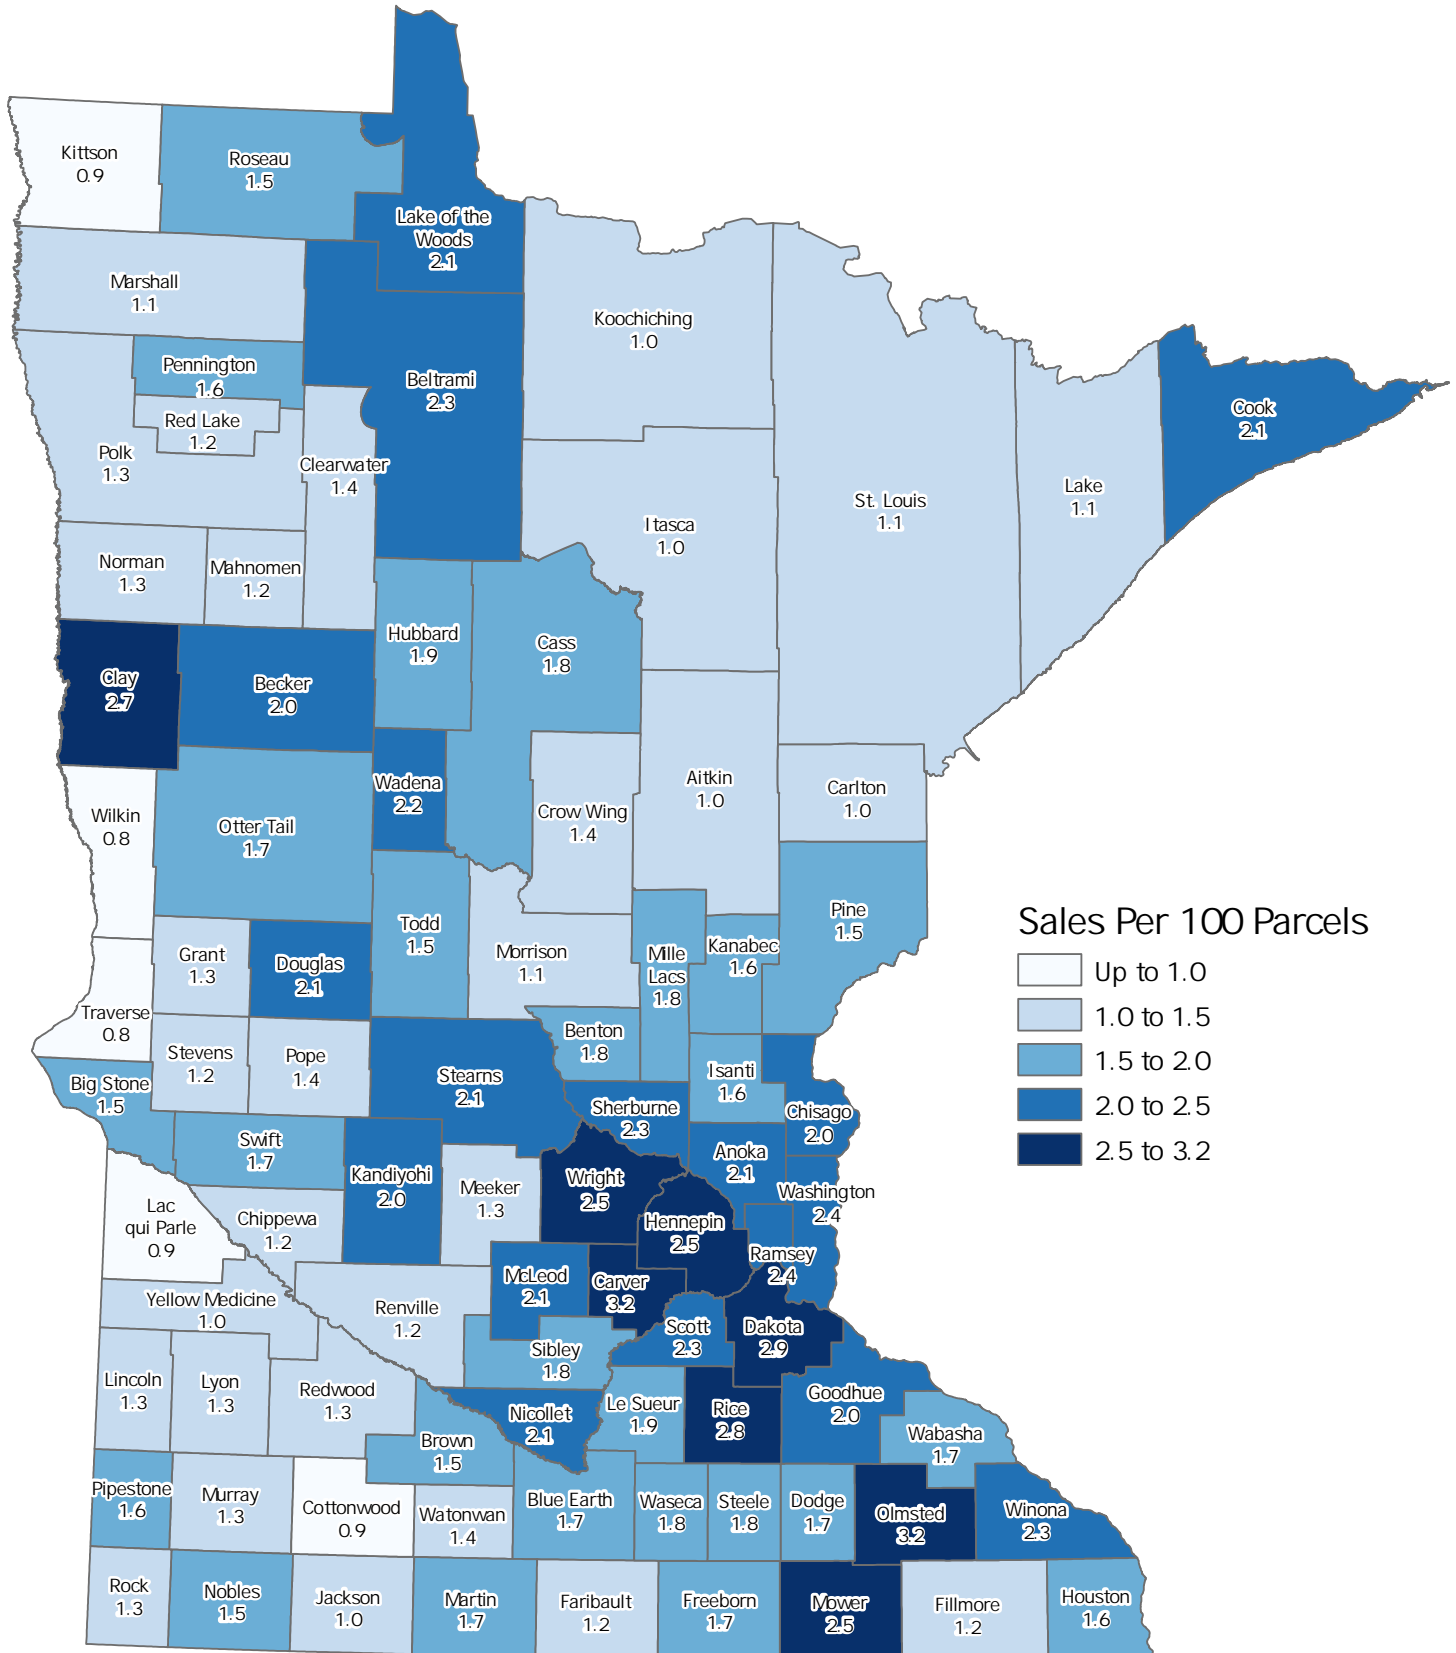 Kittson
0.9
Roseau
1.5
Lake of the
Woods
2.1
Marshall
1.1
Koochiching
1.0
Pennington
1.6
Beltrami
2.3
Red Lake
1.2
Cook
2.1
Polk
1.3
Clearwater
1.4
St. Louis
1.1
Lake
1.1
Itasca
1.0
Norman
1.3
Mahnomen
1.2
Hubbard
1.9
Cass
1.8
Clay
2.7
Becker
2.0
Wadena
2.2
Aitkin
1.0
Carlton
1.0
Wilkin
0.8
Otter Tail
1.7
Crow Wing
1.4
Todd
1.5
Pine
1.5
Grant
1.3
Douglas
2.1
Morrison
1.1
Mille
Lacs
1.8
Kanabec
1.6
Traverse
0.8
Benton
1.8
Stevens
1.2
Pope
1.4
Stearns
2.1
Isanti
1.6
Big Stone
1.5
Sherburne
2.3
Chisago
2.0
Swift
1.7
Kandiyohi
2.0
Meeker
1.3
Wright
2.5
Anoka
2.1
Washington
2.4
Lac
qui Parle
0.9
Chippewa
1.2
Hennepin
2.5
Ramsey
2.4
McLeod
2.1
Carver
3.2
Yellow Medicine
1.0
Renville
1.2
Scott
2.3
Dakota
2.9
Sibley
1.8
Lincoln
1.3
Lyon
1.3
Redwood
1.3
Nicollet
2.1
Le Sueur
1.9
Rice
2.8
Goodhue
2.0
Wabasha
1.7
Brown
1.5
Pipestone
1.6
Murray
1.3
Cottonwood
0.9
Watonwan
1.4
Blue Earth
1.7
Waseca
1.8
Steele
1.8
Dodge
1.7
Olmsted
3.2
Winona
2.3
Rock
1.3
Nobles
1.5
Jackson
1.0
Martin
1.7
Faribault
1.2
Freeborn
1.7
Mower
2.5
Fillmore
1.2
Houston
1.6
Sales Per 100 Parcels
Up to 1.0
1.0 to 1.5
1.5 to 2.0
2.0 to 2.5
2.5 to 3.2